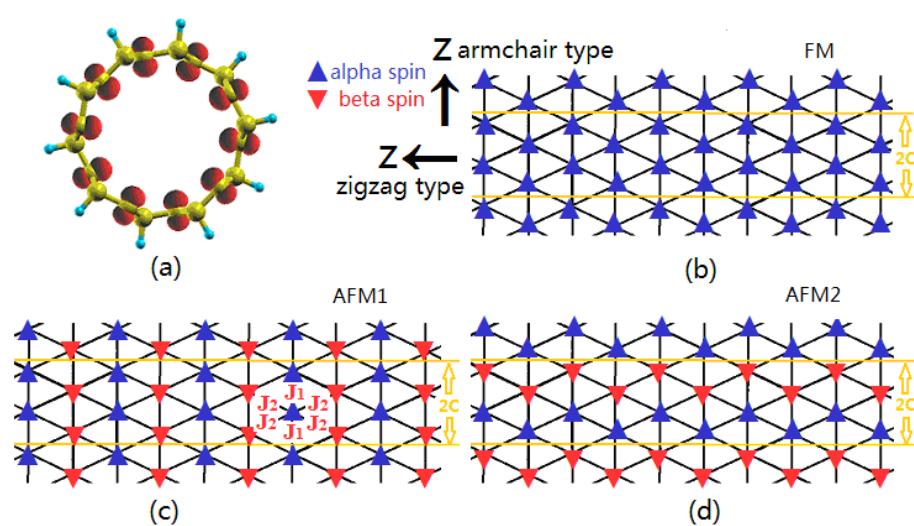 Z armchair type
FM
alpha spin
beta spin
Z
zigzag type
2C
(a)
(b)
AFM1
AFM2
J1
J2 J2
J2 J2
J1
2C
2C
(c)
(d)